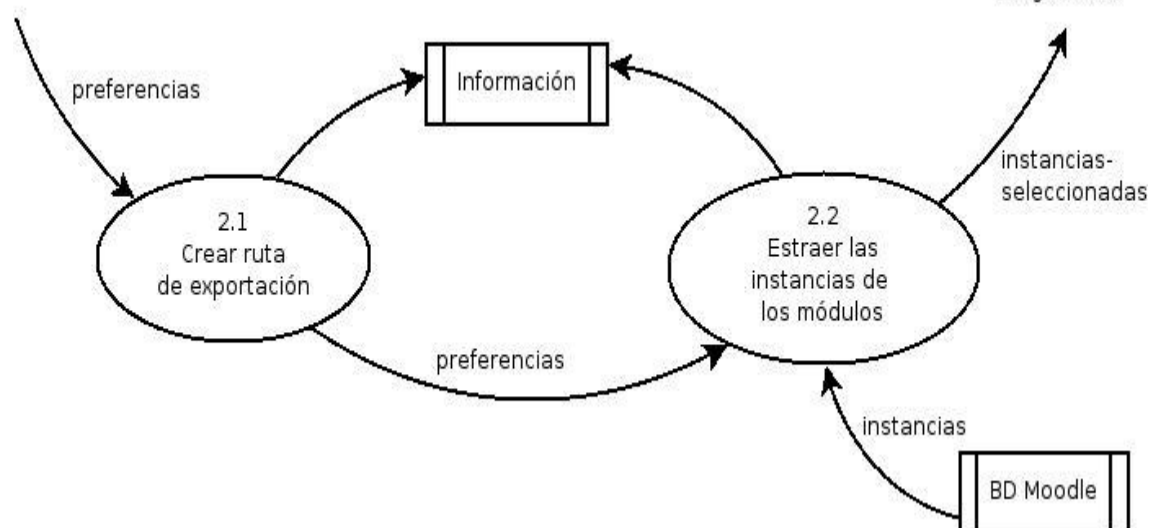 preferencias
Información
instancias-
seleccionadas
2.1
Crear ruta
de exportación
2.2
Estraer las
instancias de
los módulos
preferencias
instancias
BD Moodle